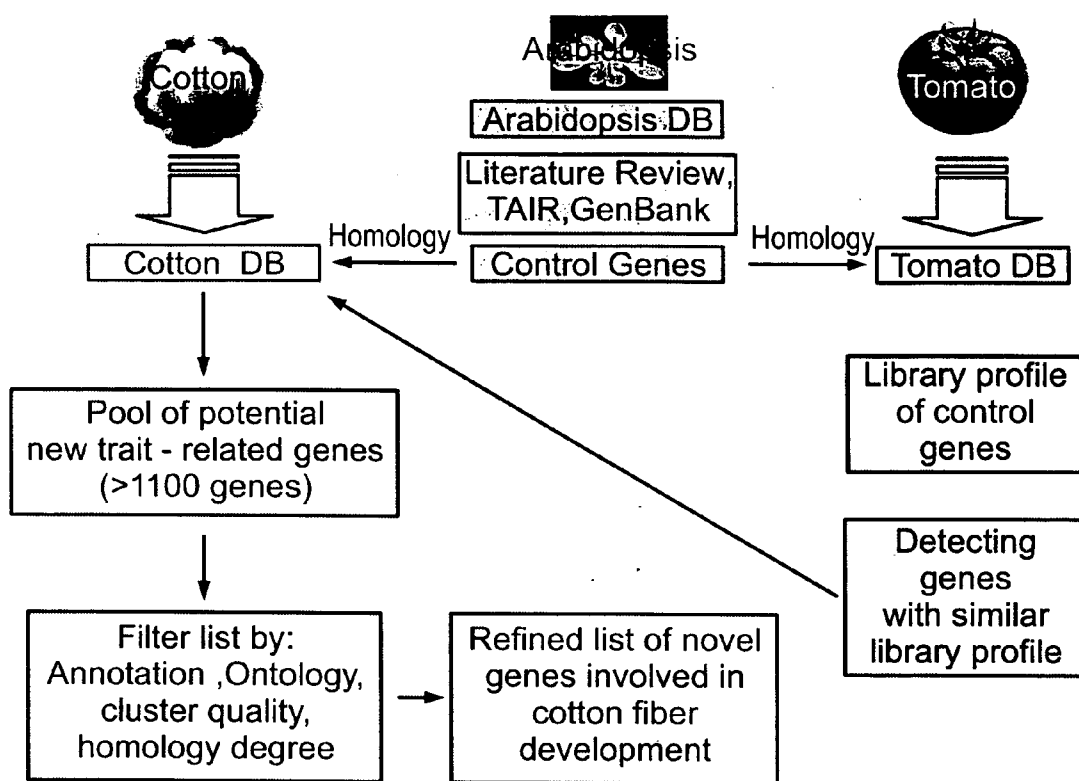 Cotton
Arabidopsis
Tomato
Arabidopsis DB
Literature Review,
TAIR,GenBank
Homology
Homology
Cotton DB
Control Genes
Tomato DB
Pool of potential
new trait - related genes
(>1100 genes)
Library profile
of control
genes
Detecting
genes
with similar
library profile
Filter list by:
Annotation ,Ontology,
cluster quality,
homology degree
Refined list of novel
genes involved in
cotton fiber
development